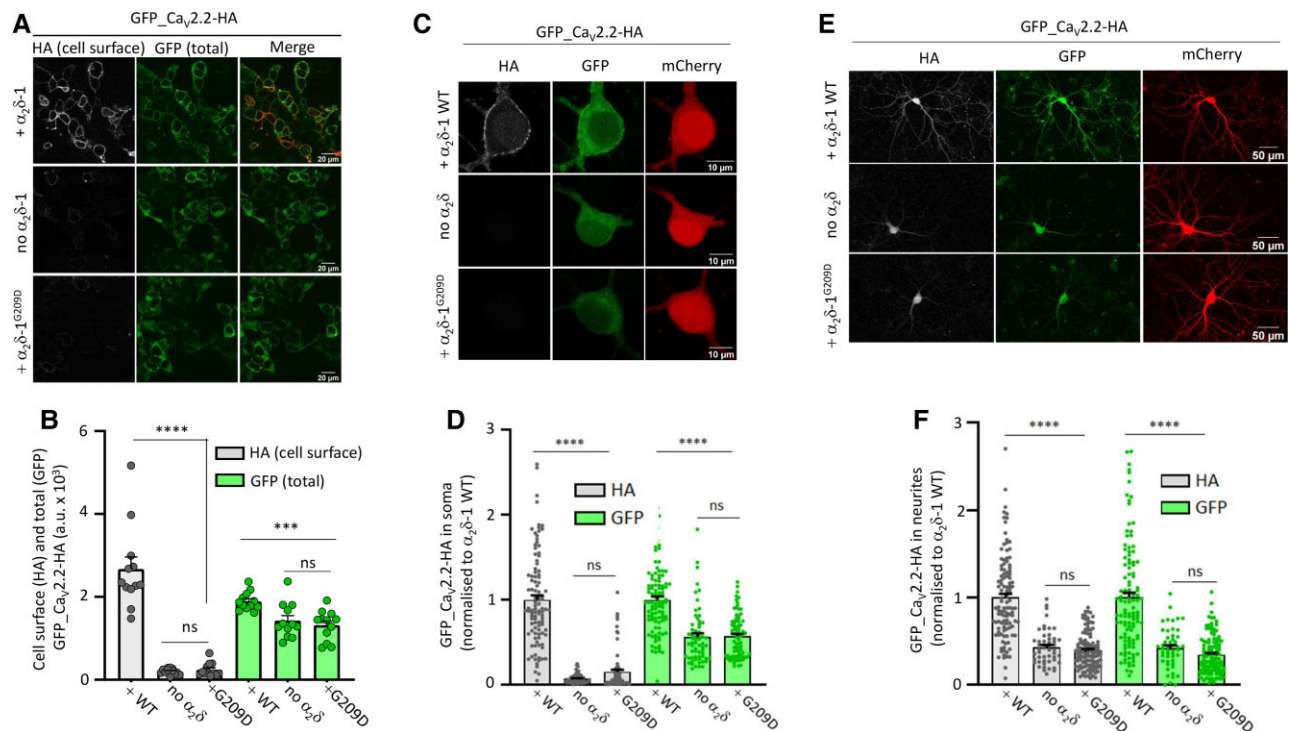 A
GFP_CaV2.2-HA
HA (cell surface) GFP (total) Merge
+ α2δ-1
20 µm
no α2δ-1
20 µm
+ α2δ-1G209D
20 µm
B
Cell surface (HA) and total (GFP)
GFP_CaV2.2-HA (a.u. x 10³)
6
4
2
0
****
HA (cell surface)
GFP (total)
***
ns
ns
+ WT
no α2δ
+G209D
+ WT
no α2δ
+G209D
C
GFP_CaV2.2-HA
HA GFP mCherry
+ α2δ-1 WT
10 µm
no α2δ
10 µm
+ α2δ-1G209D
10 µm
D
GFP_CaV2.2-HA in soma
(normalised to α2δ-1 WT)
3
2
1
0
**** ****
HA
GFP
ns
ns
+ WT
no α2δ
+ G209D
+ WT
no α2δ
+ G209D
E
GFP_CaV2.2-HA
HA GFP mCherry
+ α2δ-1 WT
50 µm
no α2δ
50 µm
+ α2δ-1G209D
50 µm
F
GFP_CaV2.2-HA in neurites
(normalised to α2δ-1 WT)
3
2
1
0
**** ****
HA
GFP
ns
ns
+ WT
no α2δ
+ G209D
+ WT
no α2δ
+ G209D